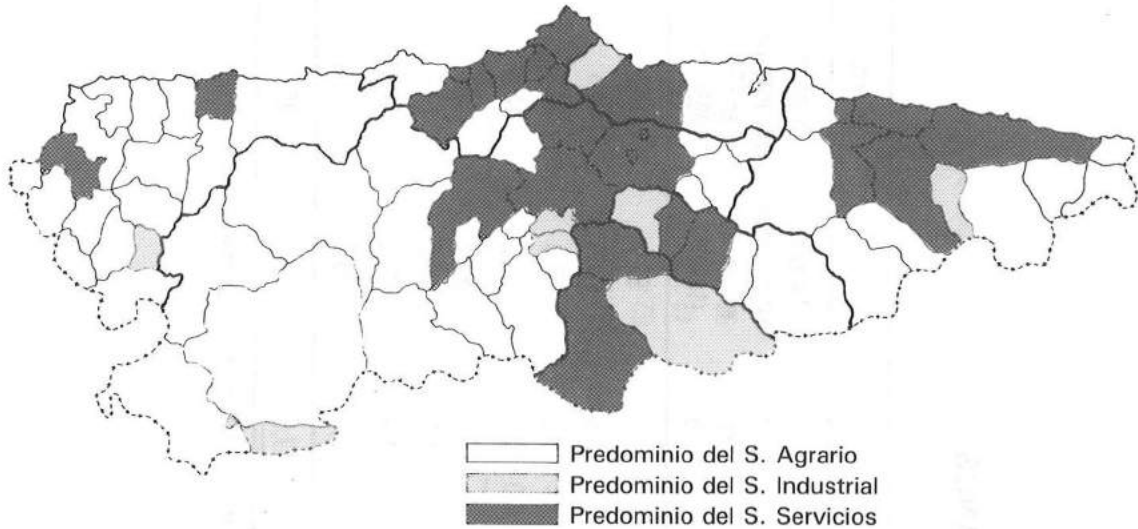 Predominio del S. Agrario
Predominio del S. Industrial
Predominio del S. Servicios